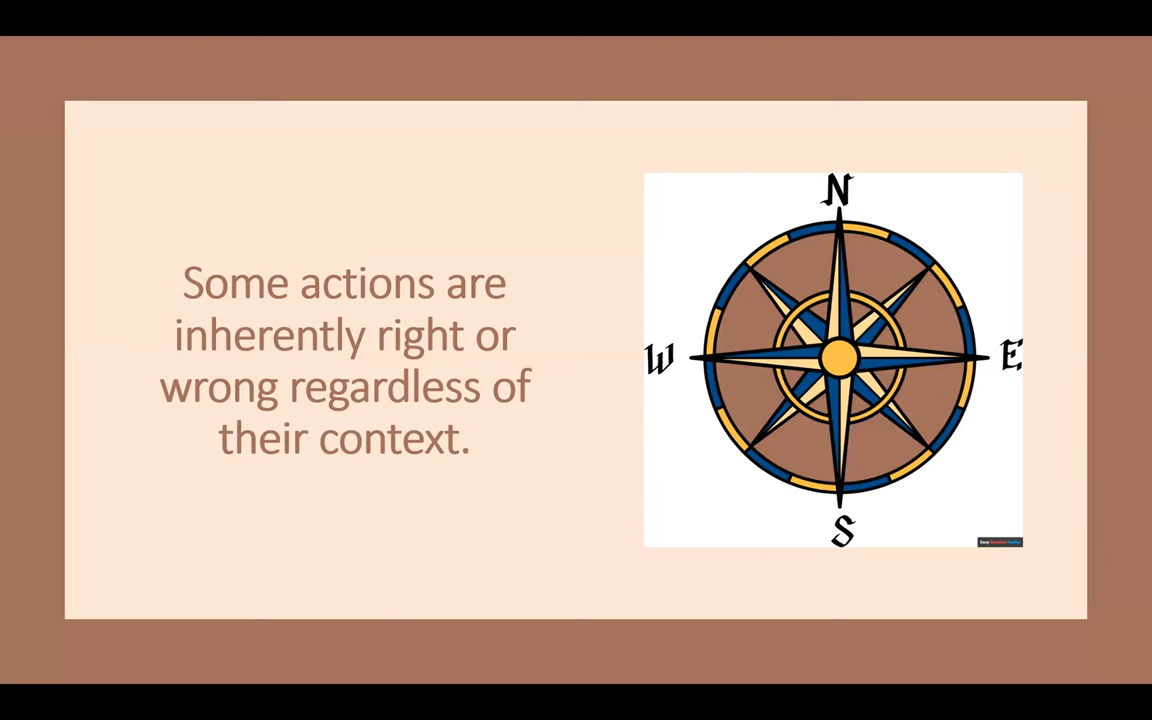 Some actions are
inherently right or
wrong regardless of
their context.
N
W
E
S